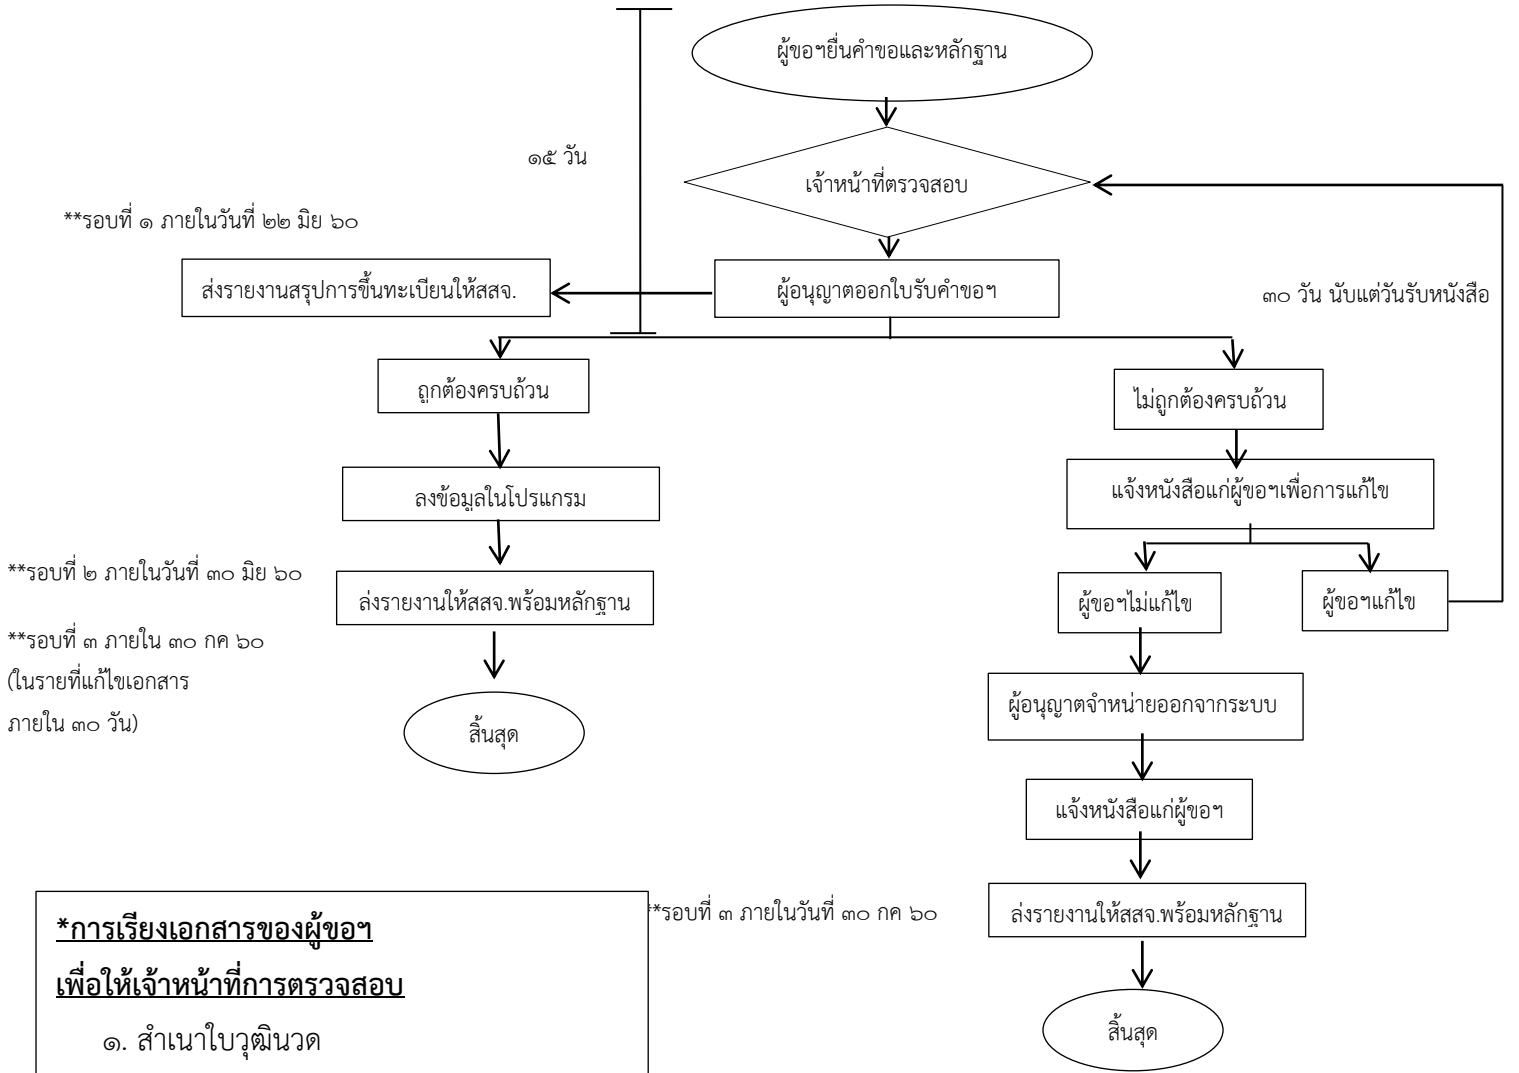 ผู้ขอฯยื่นคำขอและหลักฐาน
๑๕ วัน
เจ้าหน้าที่ตรวจสอบ
**รอบที่ ๑ ภายในวันที่ ๒๒ มิย ๖๐
ส่งรายงานสรุปการขึ้นทะเบียนให้สสจ.
ผู้อนุญาตออกใบรับคำขอฯ
๓๐ วัน นับแต่วันรับหนังสือ
ถูกต้องครบถ้วน
ไม่ถูกต้องครบถ้วน
ลงข้อมูลในโปรแกรม
แจ้งหนังสือแก่ผู้ขอฯเพื่อการแก้ไข
**รอบที่ ๒ ภายในวันที่ ๓๐ มิย ๖๐
ล่งรายงานให้สสจ.พร้อมหลักฐาน
ผู้ขอฯไม่แก้ไข
ผู้ขอฯแก้ไข
**รอบที่ ๓ ภายใน ๓๐ กค ๖๐
(ในรายที่แก้ไขเอกสาร
ภายใน ๓๐ วัน)
สิ้นสุด
ผู้อนุญาตจำหน่ายออกจากระบบ
แจ้งหนังสือแก่ผู้ขอฯ
**รอบที่ ๓ ภายในวันที่ ๓๐ กค ๖๐
ล่งรายงานให้สสจ.พร้อมหลักฐาน
สิ้นสุด
*การเรียงเอกสารของผู้ขอฯ
เพื่อให้เจ้าหน้าที่การตรวจสอบ
๑. สำเนาใบวุฒินวด